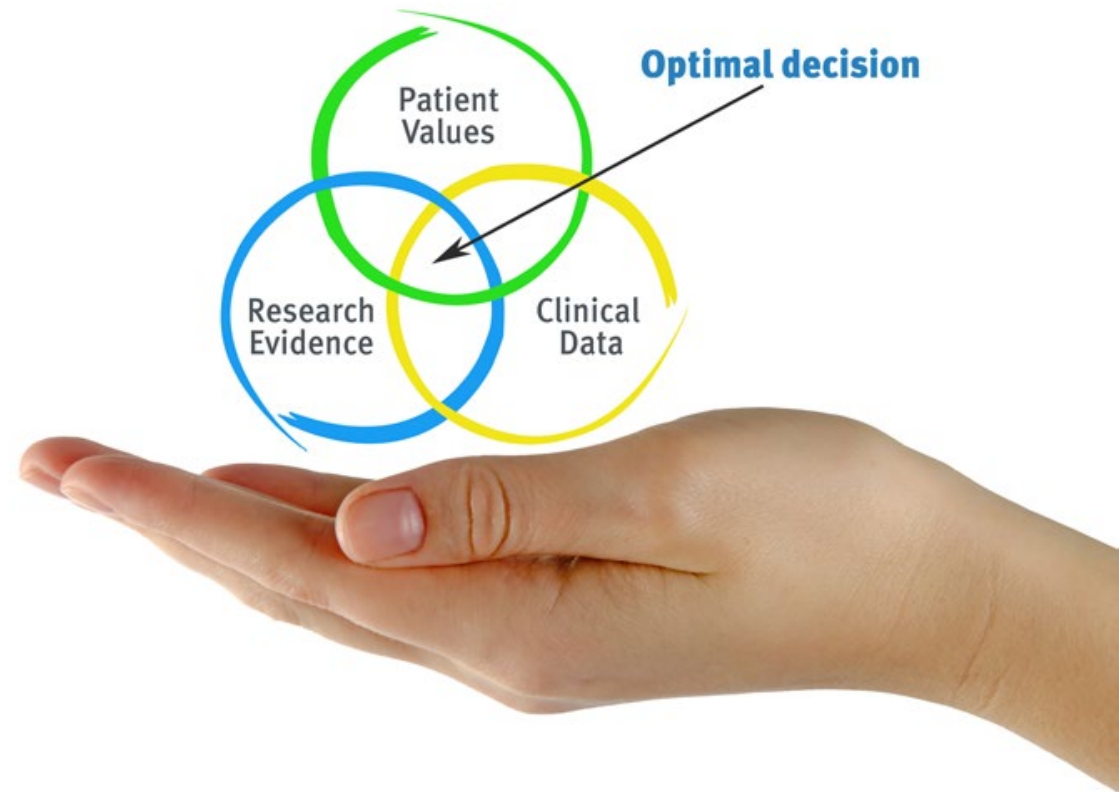 Optimal decision
Patient
Values
Research
Evidence
Clinical
Data